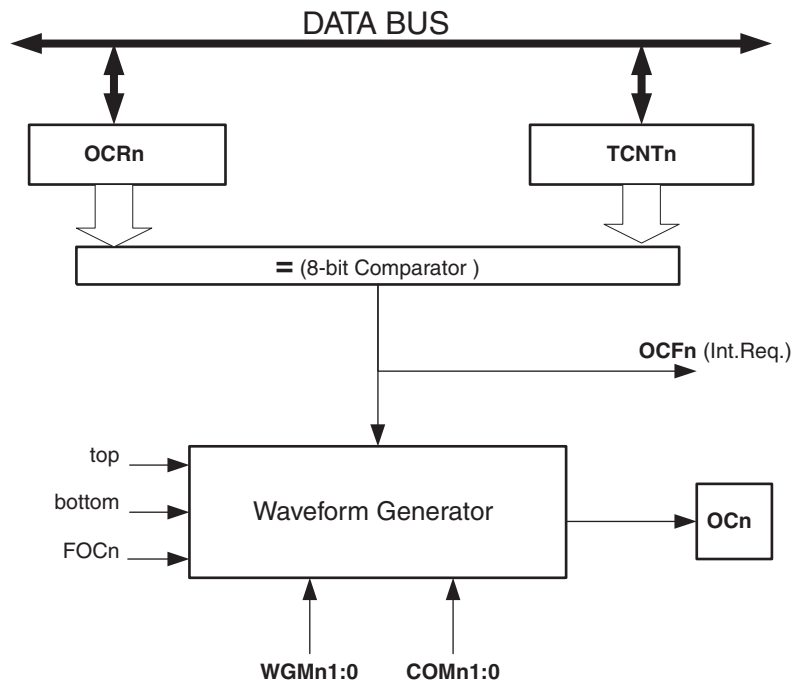 DATA BUS
OCRn
TCNTn
= (8-bit Comparator )
OCFn (Int.Req.)
top
bottom
FOCn
Waveform Generator
OCn
WGMn1:0
COMn1:0